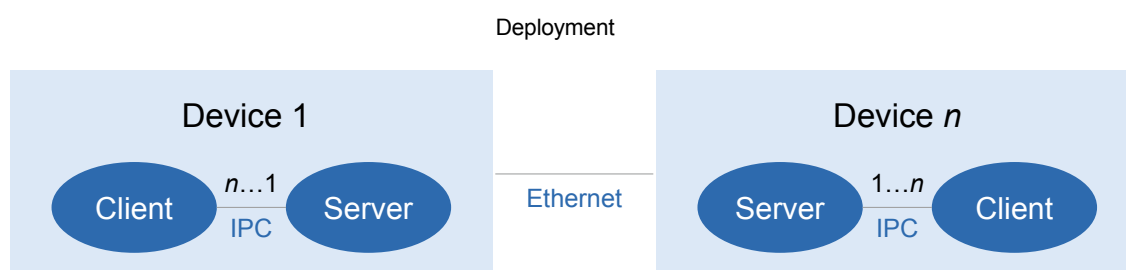 Deployment
Device 1
Device n
Client
n…1
IPC
Server
Ethernet
Server
1…n
IPC
Client